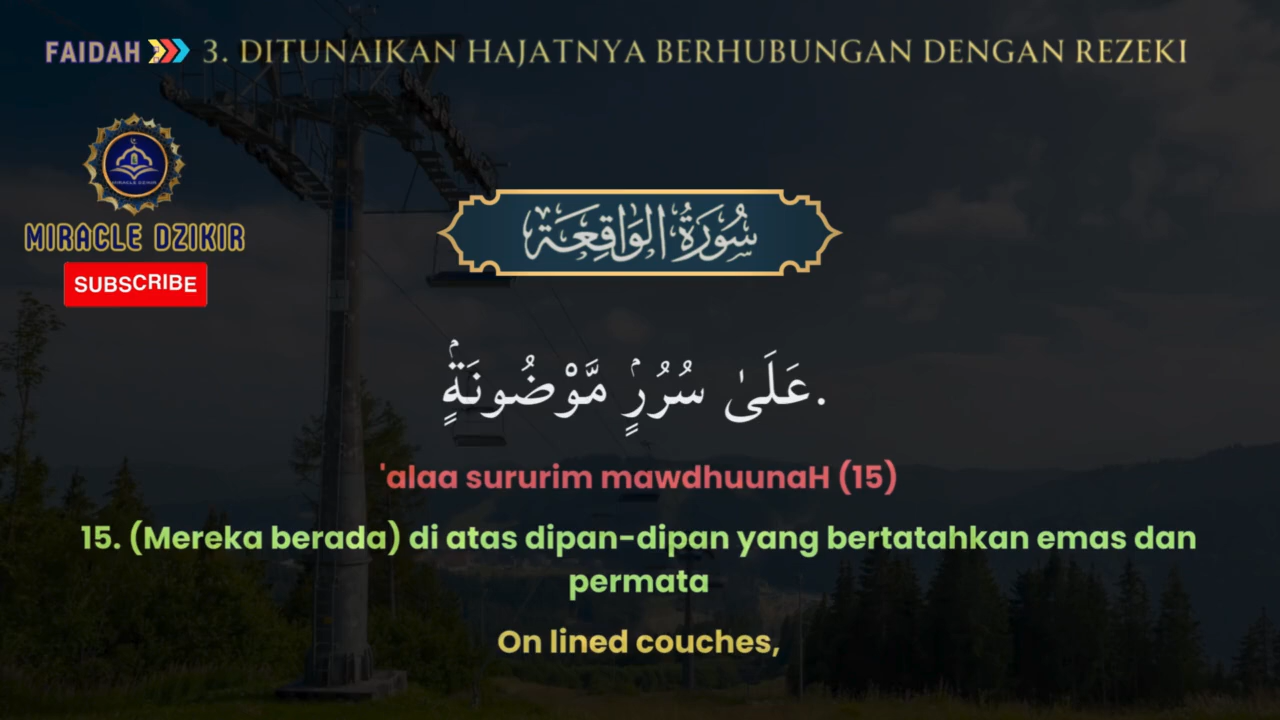 FAIDAH 3. DITUNAIKAN HAJATNYA BERHUBUNGAN DENGAN REZEKI
سُورَةُ الوَاقِعَة
MIRACLE DZIKIR
SUBSCRIBE
عَلَىٰ سُرُرٍۢ مَّوْضُونَةٍۢ.
'alaa sururim mawdhuunaH (15)
15. (Mereka berada) di atas dipan-dipan yang bertatahkan emas dan
permata
On lined couches,